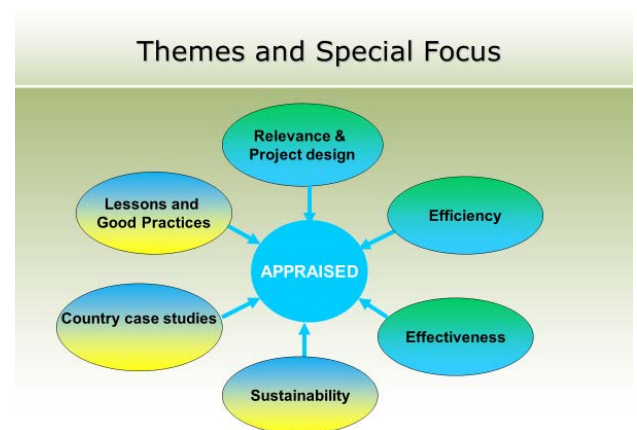 Themes and Special Focus
Relevance &
Project design
Lessons and
Good Practices
Efficiency
APPRAISED
Country case studies
Effectiveness
Sustainability